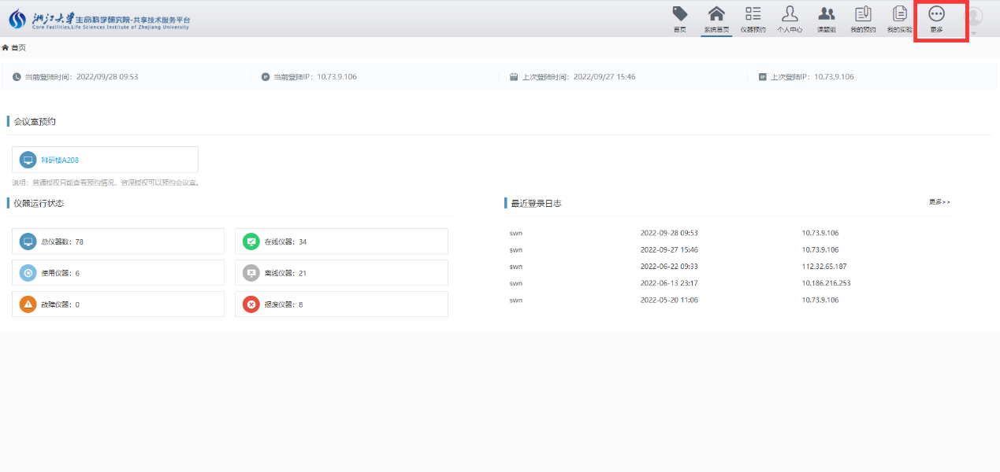 浙江大学生命科学研究院-共享技术服务平台
Core Facilities,Life Sciences Institute of Zhejiang University
首页 系统首页 仪器预约 个人中心 课题组 我的预约 我的实验 更多
首页
当前登陆时间：2022/09/28 09:53 当前登陆IP：10.73.9.106 上次登陆时间：2022/09/27 15:46 上次登陆IP：10.73.9.106
会议室预约
科研楼A208
说明：普通授权只能查看预约情况，资深授权可以预约会议室。
仪器运行状态
总仪器数：78 在线仪器：34
使用仪器：6 离线仪器：21
故障仪器：0 报废仪器：8
最近登录日志 更多>>
swn 2022-09-28 09:53 10.73.9.106
swn 2022-09-27 15:46 10.73.9.106
swn 2022-06-22 09:33 112.32.65.187
swn 2022-06-13 23:17 10.186.216.253
swn 2022-05-20 11:06 10.73.9.106